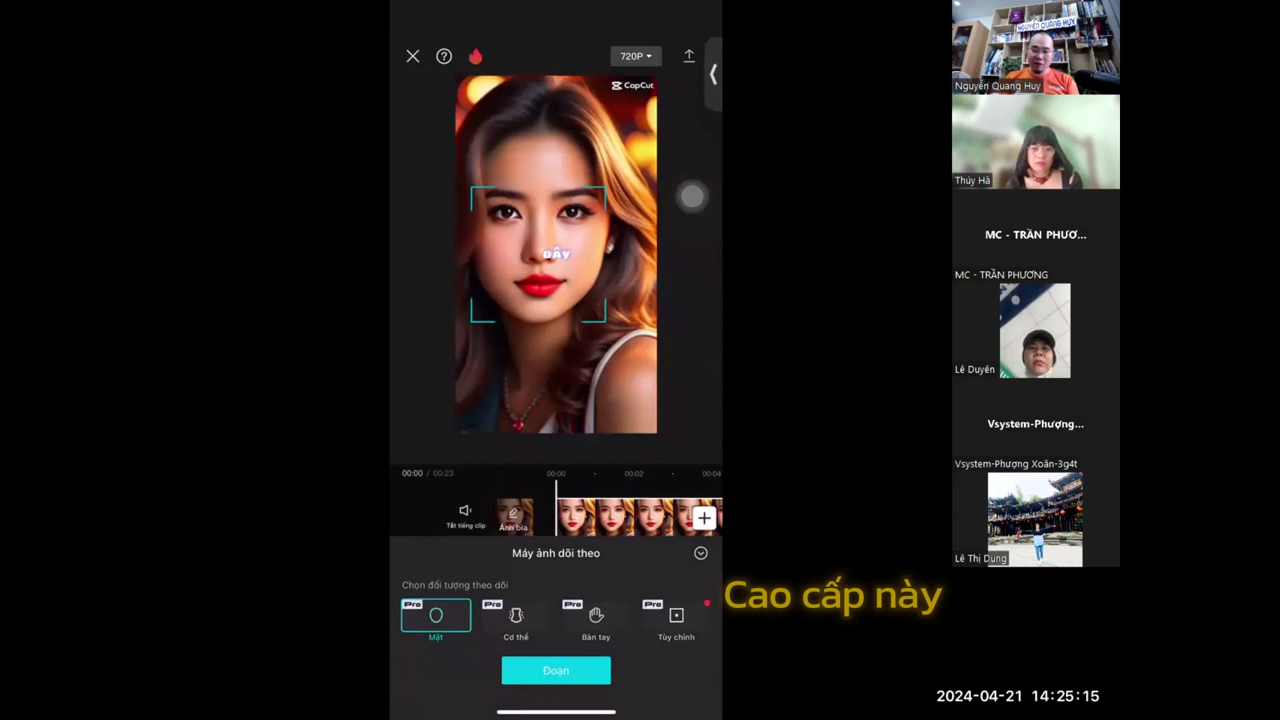 720P
CapCut
ĐÂY
00:00 / 00:23
00:00
00:02
00:04
Tắt tiếng clip
Ảnh bìa
Máy ảnh dõi theo
Chọn đối tượng theo dõi
Pro
Mặt
Pro
Cơ thể
Pro
Bàn tay
Pro
Tùy chỉnh
Đoạn
Cao cấp này
NGUYỄN QUANG HUY
Nguyễn Quang Huy
Thúy Hà
MC - TRẦN PHƯƠ...
MC - TRẦN PHƯƠNG
Lê Duyên
Vsystem-Phượng...
Vsystem-Phượng Xoăn-3g4t
Lê Thị Dung
2024-04-21 14:25:15